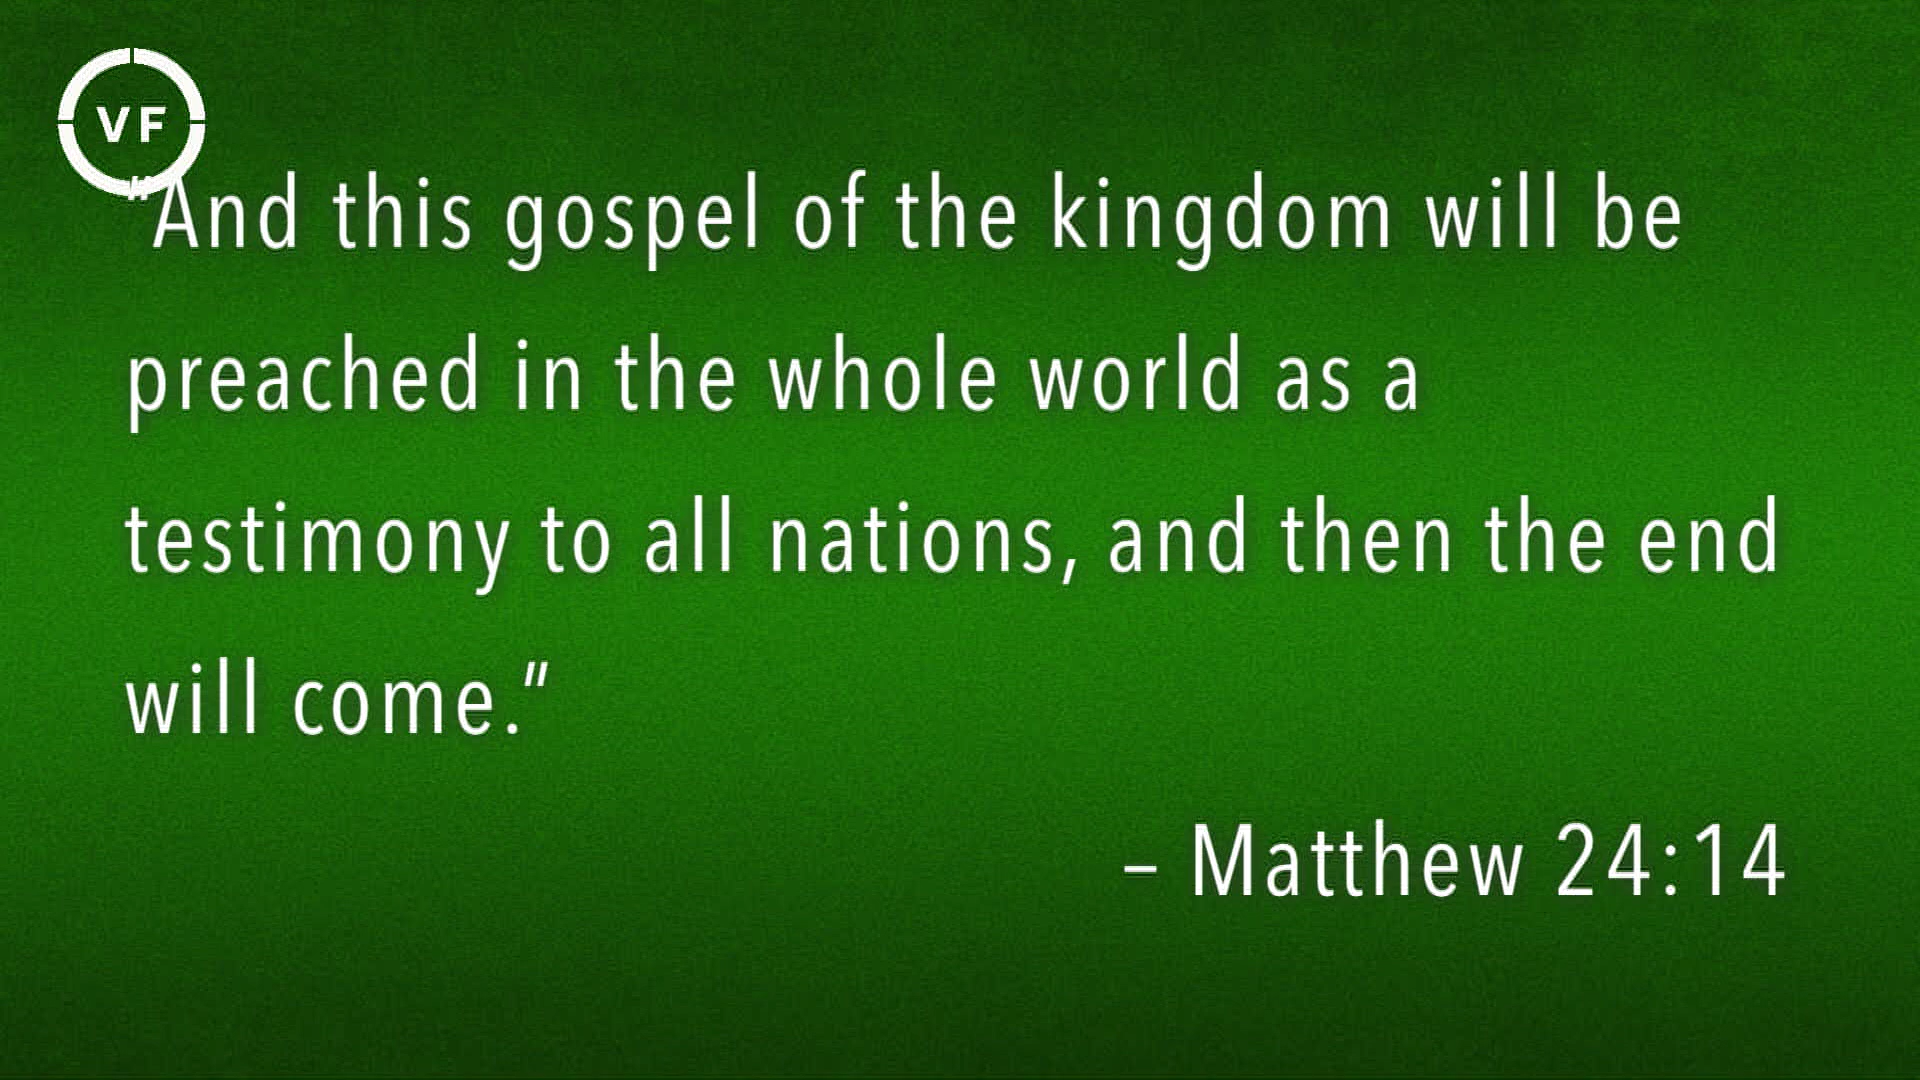 VF
"And this gospel of the kingdom will be
preached in the whole world as a
testimony to all nations, and then the end
will come."
– Matthew 24:14